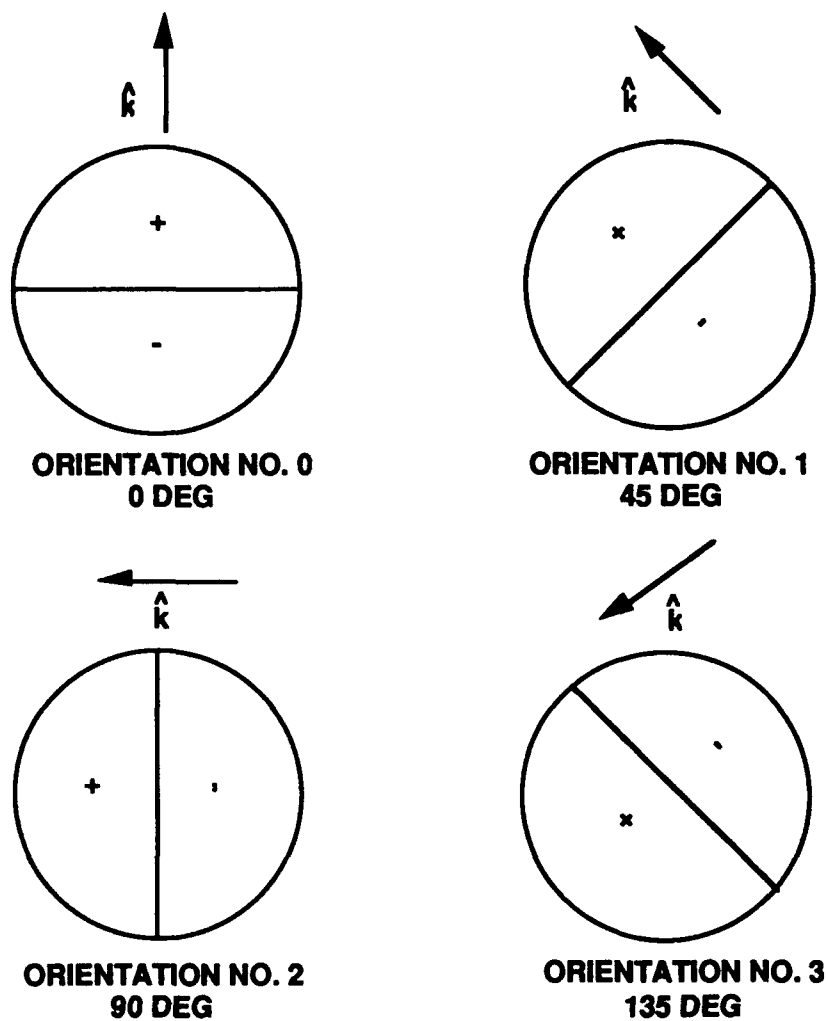 k̂
k̂
+
×
-
-
ORIENTATION NO. 0
0 DEG
ORIENTATION NO. 1
45 DEG
k̂
k̂
-
+
-
×
ORIENTATION NO. 2
90 DEG
ORIENTATION NO. 3
135 DEG